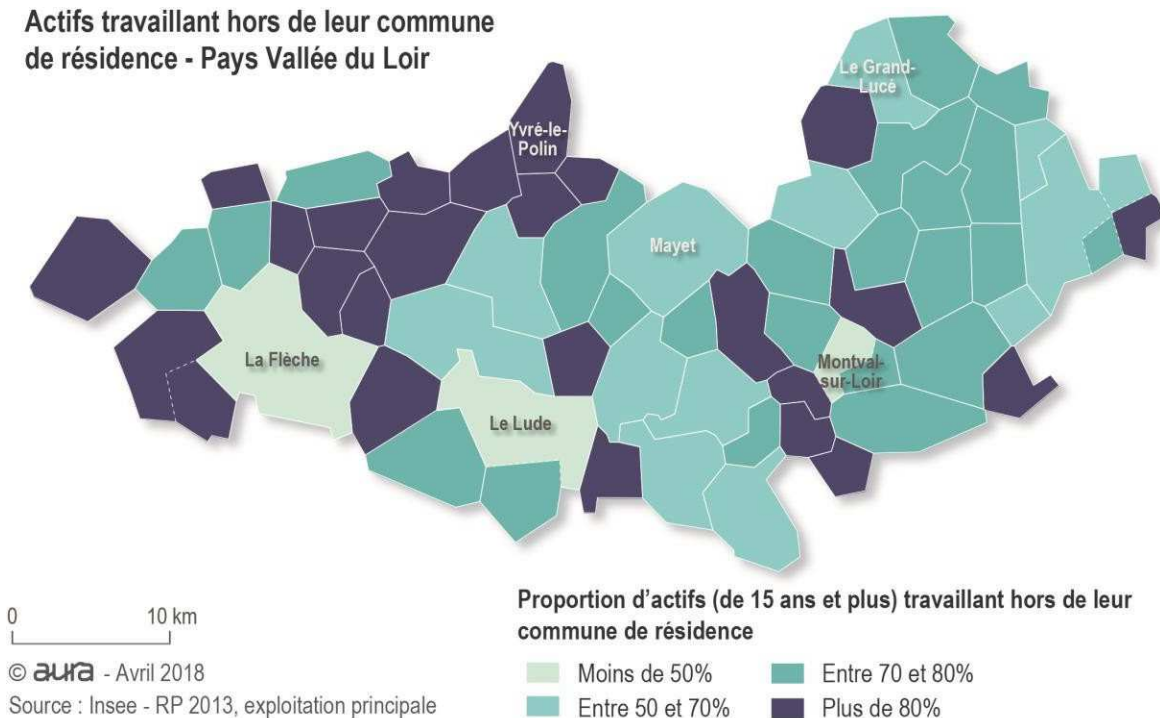 Actifs travaillant hors de leur commune
de résidence - Pays Vallée du Loir
Le Grand-
Lucé
Yvré-le-
Polin
Mayet
La Flèche
Montval-
sur-Loir
Le Lude
0 10 km
© aura - Avril 2018
Source : Insee - RP 2013, exploitation principale
Proportion d'actifs (de 15 ans et plus) travaillant hors de leur
commune de résidence
Moins de 50%
Entre 50 et 70%
Entre 70 et 80%
Plus de 80%